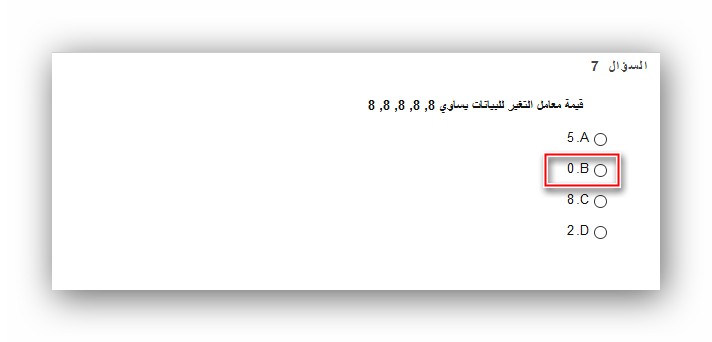 السؤال 7
قيمة معامل التغير للبيانات يساوي 8, 8, 8, 8, 8
5 .A
0 .B
8 .C
2 .D